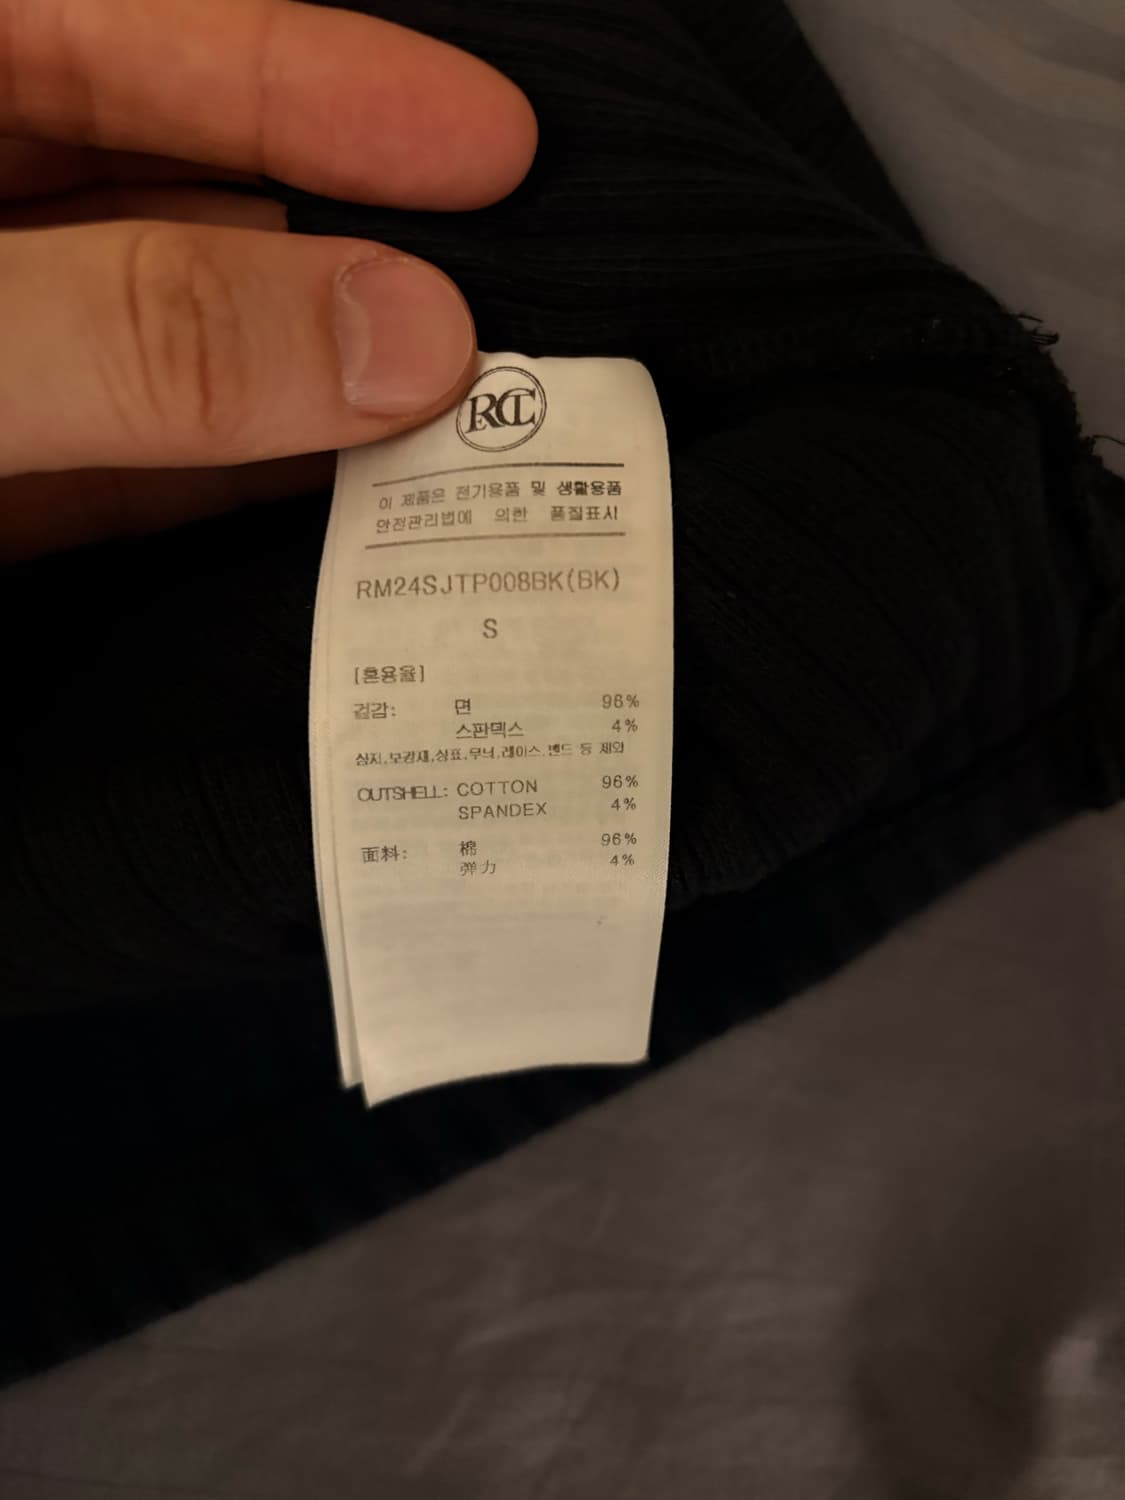 RCT
이 제품은 전기용품 및 생활용품
안전관리법에 의한 품질표시
RM24SJTP008BK(BK)
S
[혼용율]
겉감: 면 96%
스판덱스 4%
심지,보강재,상표,무늬,레이스,밴드 등 제외
OUTSHELL: COTTON 96%
SPANDEX 4%
面料: 棉 96%
弹力 4%